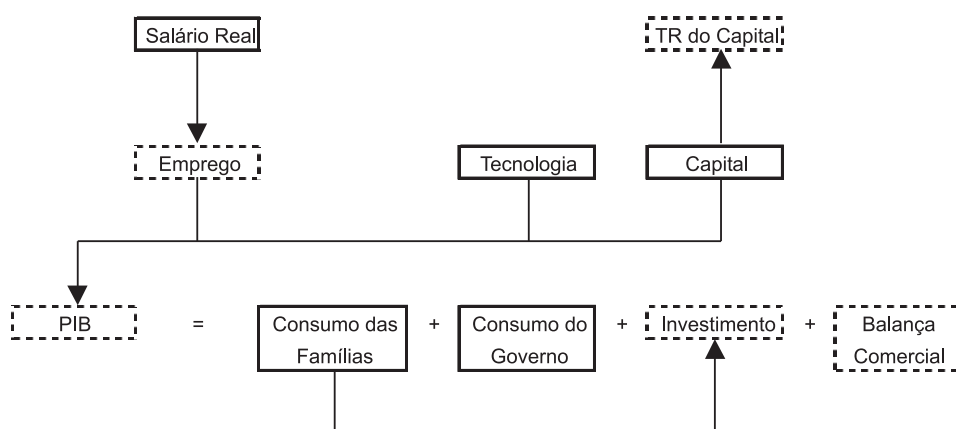 Salário Real
TR do Capital
Emprego
Tecnologia
Capital
PIB = Consumo das + Consumo do + Investimento + Balança
Famílias Governo Comercial